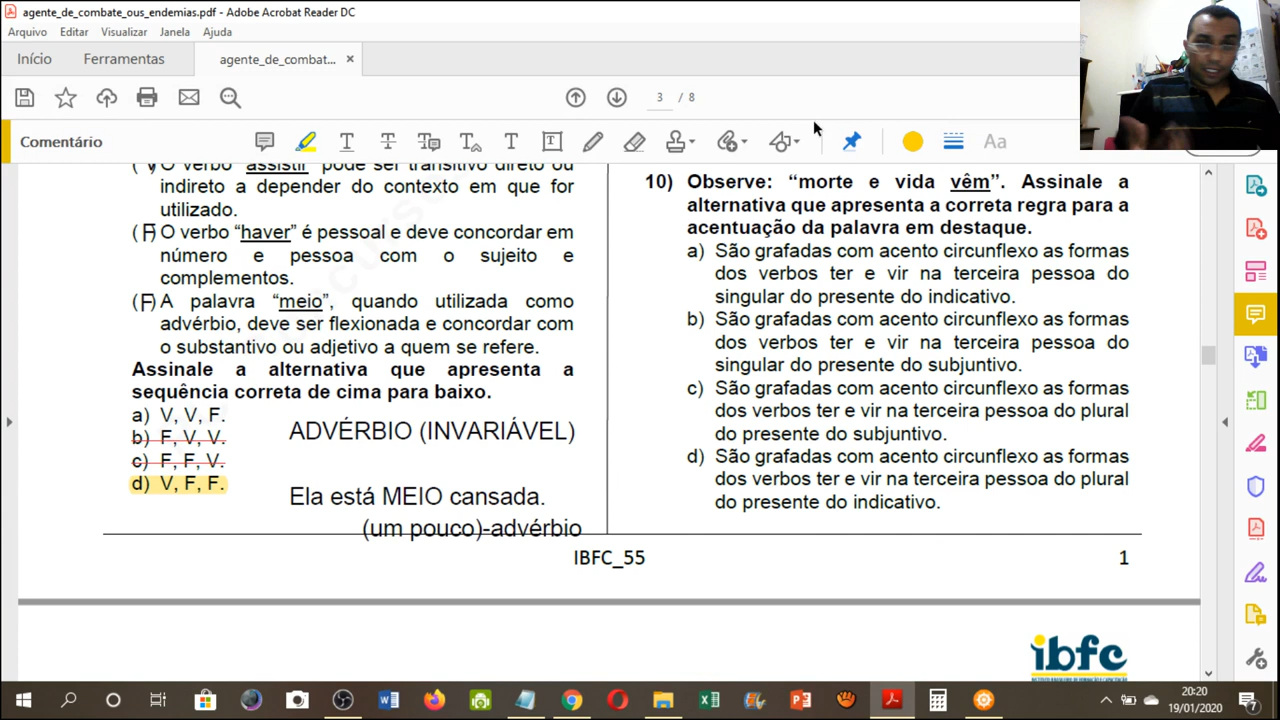 agente_de_combate_ous_endemias.pdf - Adobe Acrobat Reader DC
Arquivo Editar Visualizar Janela Ajuda
Início Ferramentas agente_de_combat... ×
3 / 8
Comentário
Aa
(V) O verbo "assistir" pode ser transitivo direto ou
indireto a depender do contexto em que for
utilizado.
(F) O verbo “haver” é pessoal e deve concordar em
número e pessoa com o sujeito e
complementos.
(F) A palavra “meio”, quando utilizada como
advérbio, deve ser flexionada e concordar com
o substantivo ou adjetivo a quem se refere.
Assinale a alternativa que apresenta a
sequência correta de cima para baixo.
a) V, V, F.
b) F, V, V.
c) F, F, V.
d) V, F, F.
ADVÉRBIO (INVARIÁVEL)
Ela está MEIO cansada.
(um pouco)-advérbio
10) Observe: “morte e vida vêm”. Assinale a
alternativa que apresenta a correta regra para a
acentuação da palavra em destaque.
a) São grafadas com acento circunflexo as formas
dos verbos ter e vir na terceira pessoa do
singular do presente do indicativo.
b) São grafadas com acento circunflexo as formas
dos verbos ter e vir na terceira pessoa do
singular do presente do subjuntivo.
c) São grafadas com acento circunflexo as formas
dos verbos ter e vir na terceira pessoa do plural
do presente do subjuntivo.
d) São grafadas com acento circunflexo as formas
dos verbos ter e vir na terceira pessoa do plural
do presente do indicativo.
IBFC_55 1
ibfc
20:20
19/01/2020
7